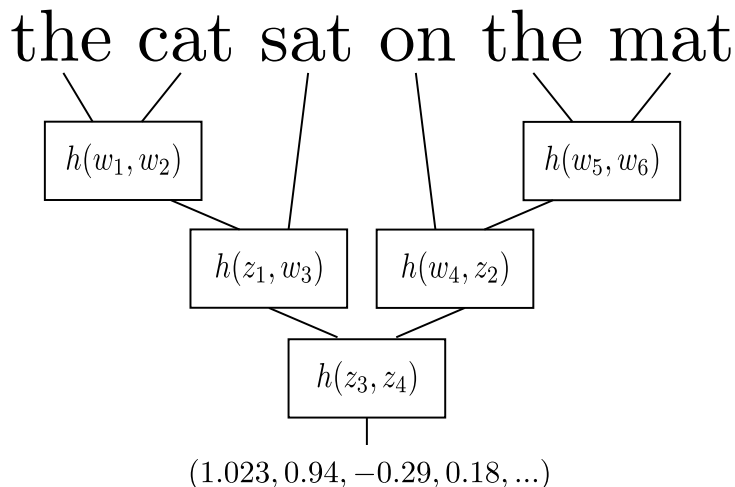 the cat sat on the mat
h(w₁, w₂) h(w₅, w₆)
h(z₁, w₃) h(w₄, z₂)
h(z₃, z₄)
(1.023, 0.94, −0.29, 0.18, ...)